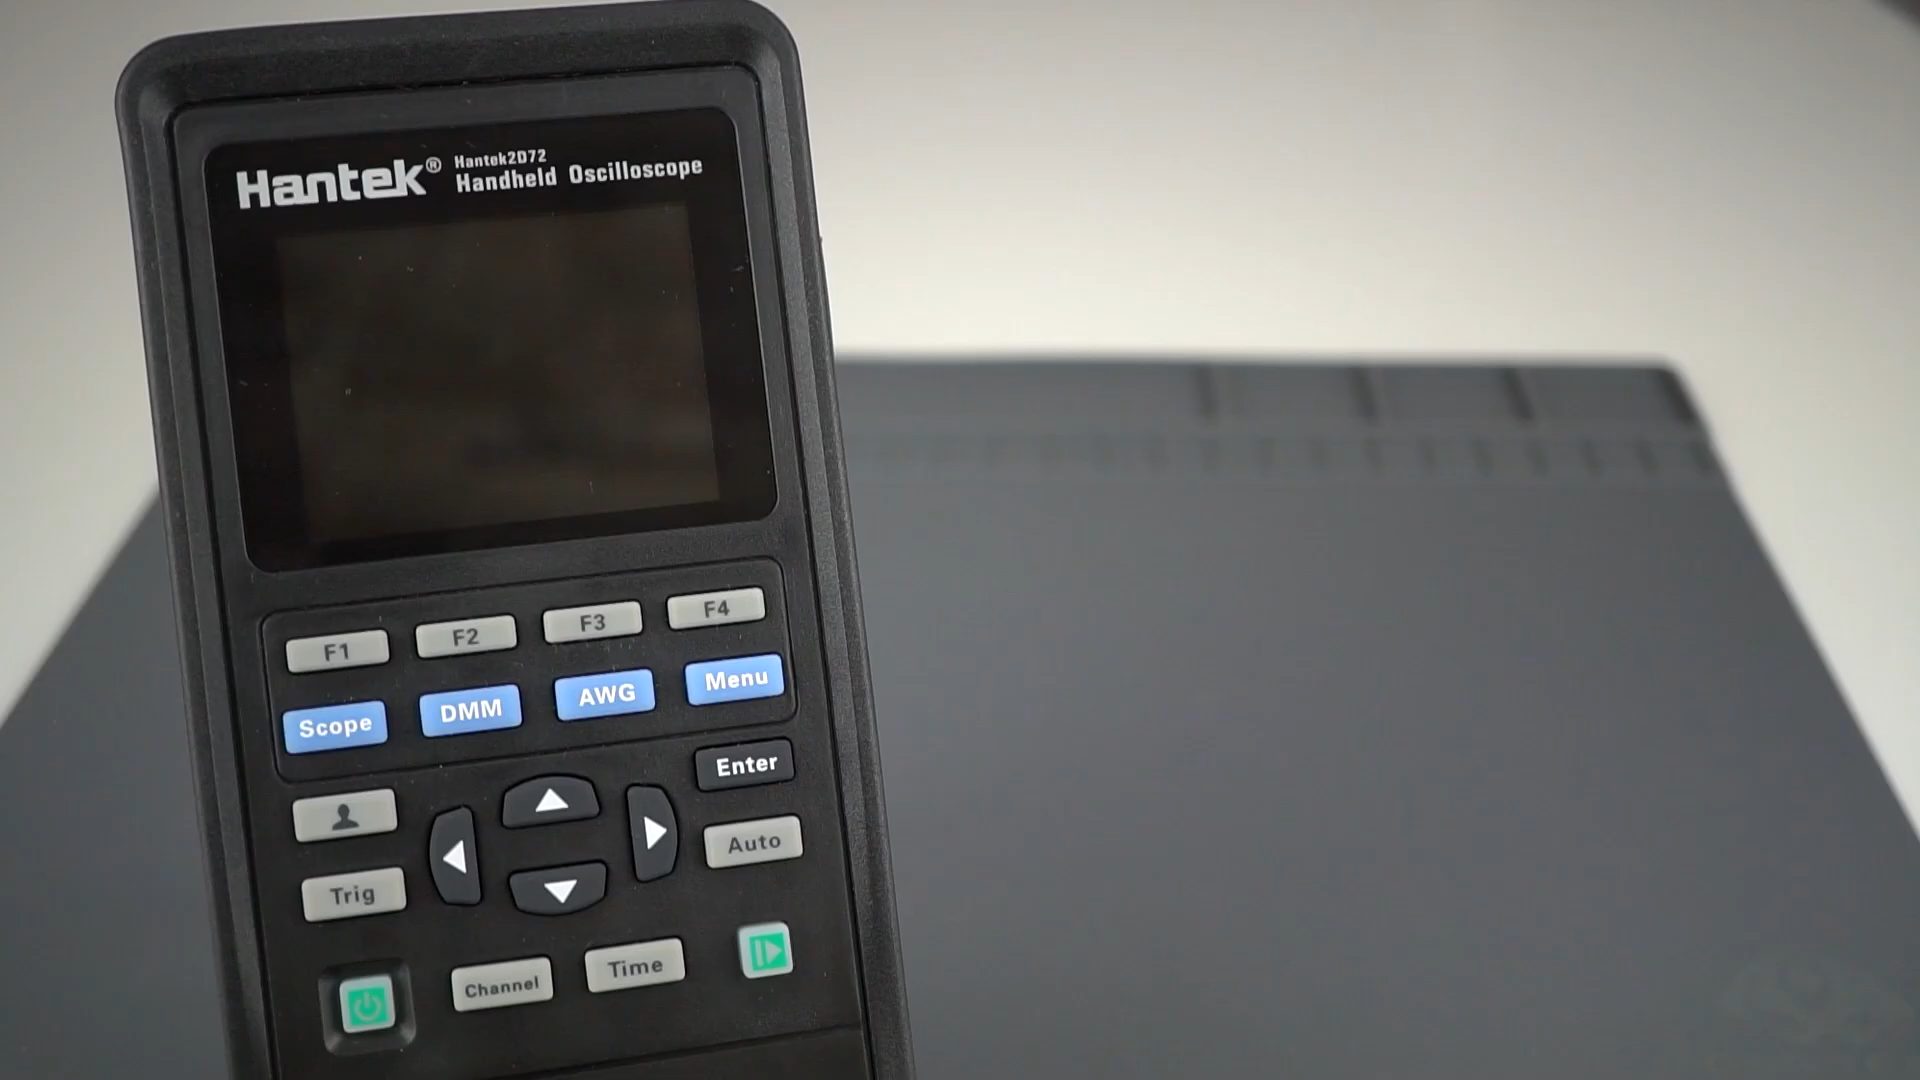 Hantek®
Hantek2D72
Handheld Oscilloscope
F1 F2 F3 F4
Scope DMM AWG Menu
Enter
Auto
Trig
Channel Time